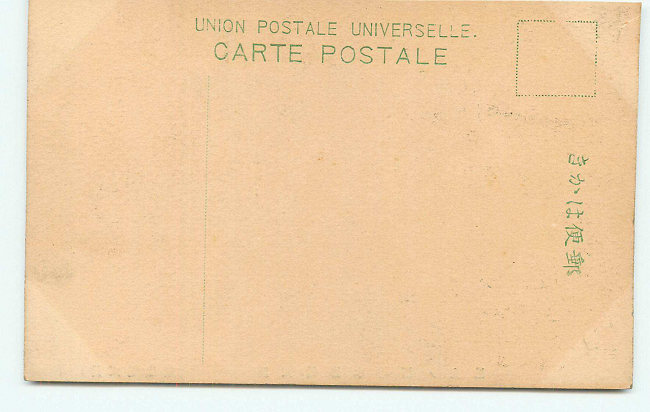 UNION POSTALE UNIVERSELLE.
CARTE POSTALE
郵便はかき